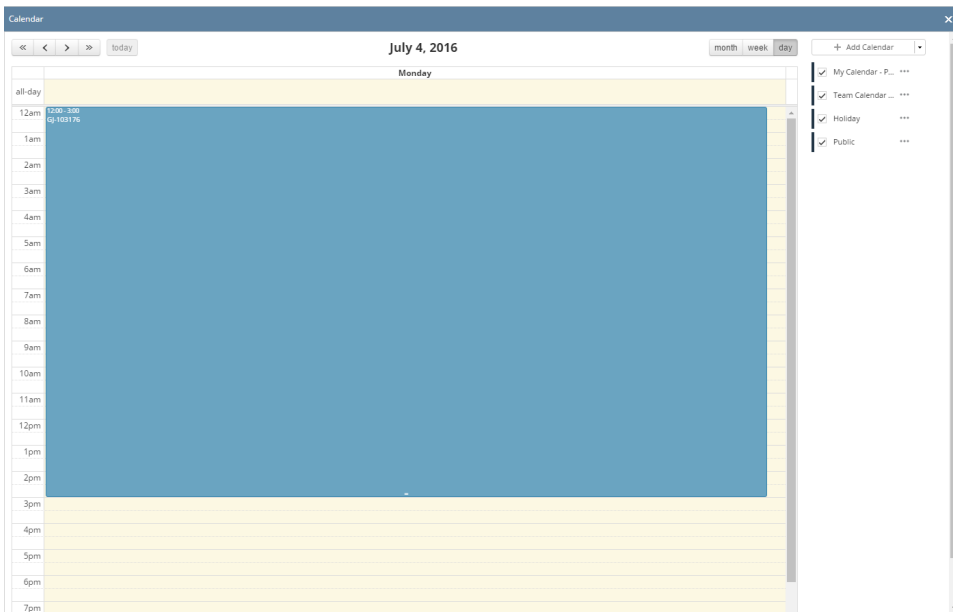 Calendar
today
July 4, 2016
month week day
+ Add Calendar
Monday
My Calendar - P...
all-day
Team Calendar ...
Holiday
Public
12am
12:00 - 3:00
GJ-103176
1am
2am
3am
4am
5am
6am
7am
8am
9am
10am
11am
12pm
1pm
2pm
3pm
4pm
5pm
6pm
7pm